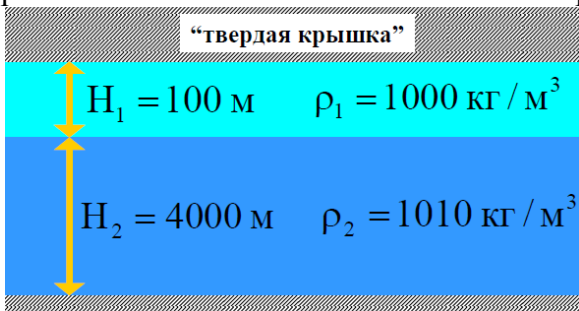 “твердая крышка”
H₁ = 100 м ρ₁ = 1000 кг / м³
H₂ = 4000 м ρ₂ = 1010 кг / м³